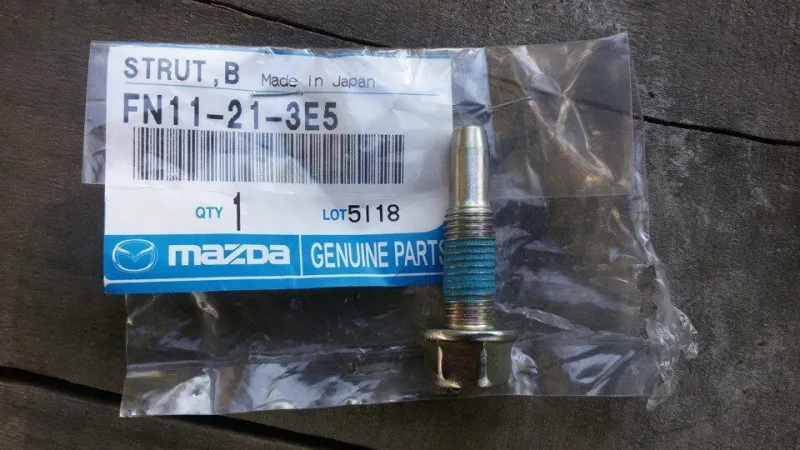 STRUT,B Made in Japan
FN11-21-3E5
QTY 1 LOT 5118
mazda GENUINE PARTS